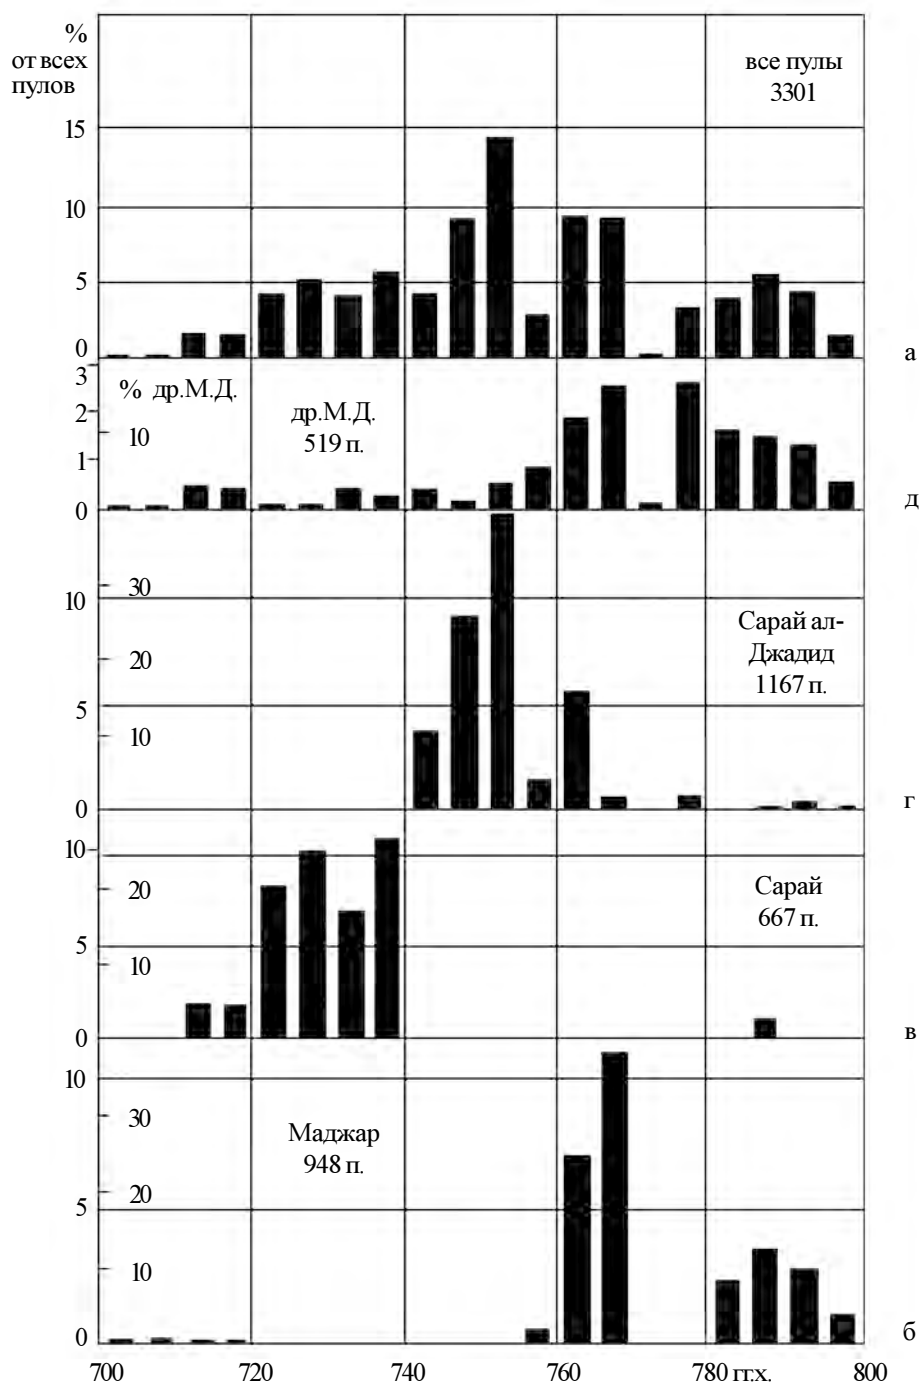 %
от всех
пулов
все пулы
3301
15
10
5
0
а
3
% др.М.Д.
др.М.Д.
519 п.
2
10
1
0
д
30
10
Сарай ал-
Джадид
1167 п.
20
5
10
0
г
10
20
Сарай
667 п.
5
10
0
в
10
30
Маджар
948 п.
20
5
10
0
б
700 720 740 760 780 гг.х. 800